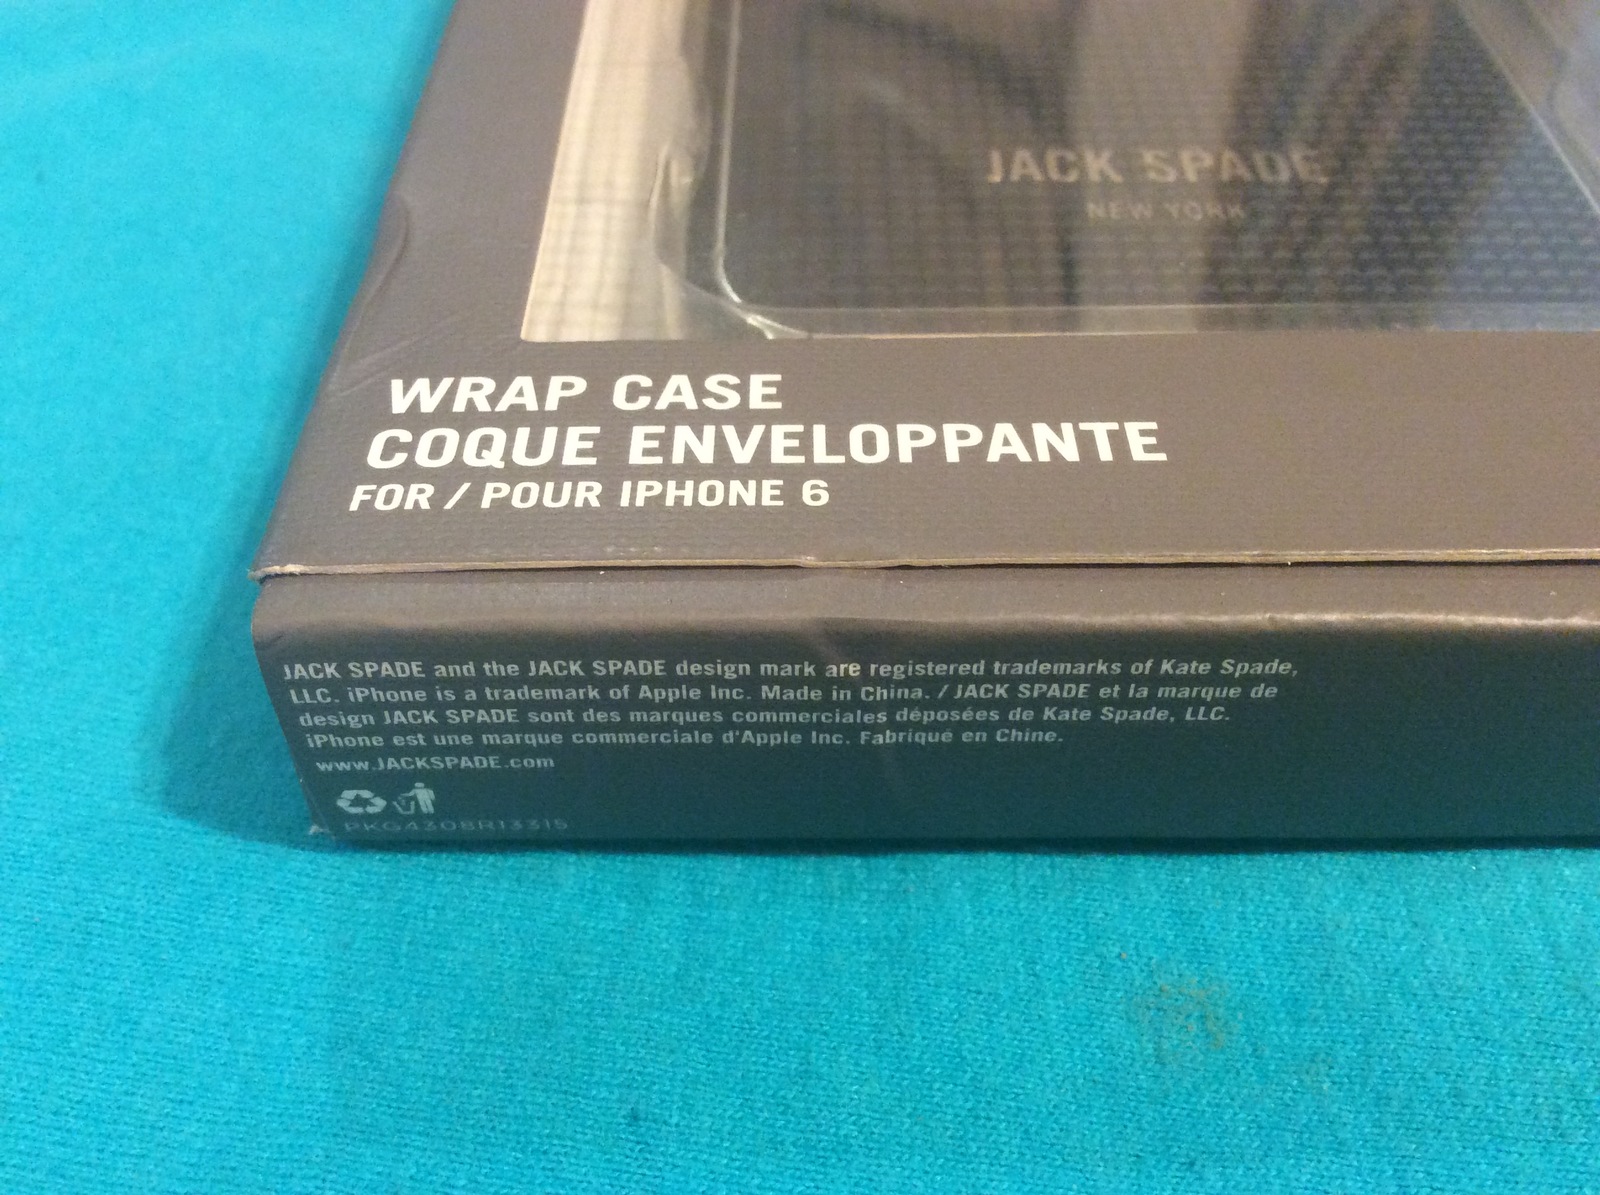 JACK SPADE
NEW YORK
WRAP CASE
COQUE ENVELOPPANTE
FOR / POUR IPHONE 6
JACK SPADE and the JACK SPADE design mark are registered trademarks of Kate Spade,
LLC. iPhone is a trademark of Apple Inc. Made in China. / JACK SPADE et la marque de
design JACK SPADE sont des marques commerciales déposées de Kate Spade, LLC.
iPhone est une marque commerciale d'Apple Inc. Fabriqué en Chine.
www.JACKSPADE.com
PKG4308R13315